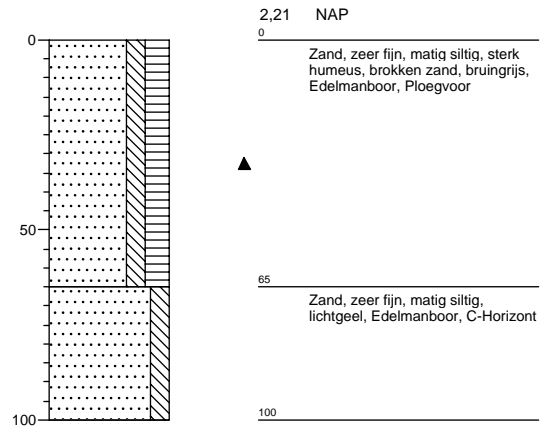 2,21 NAP
0
0
Zand, zeer fijn, matig siltig, sterk
humeus, brokken zand, bruingrijs,
Edelmanboor, Ploegvoor
50
65
Zand, zeer fijn, matig siltig,
lichtgeel, Edelmanboor, C-Horizont
100
100